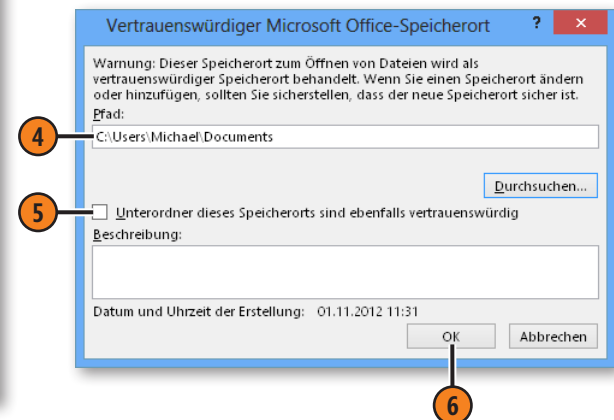 Vertrauenswürdiger Microsoft Office-Speicherort ? ×
Warnung: Dieser Speicherort zum Öffnen von Dateien wird als
vertrauenswürdiger Speicherort behandelt. Wenn Sie einen Speicherort ändern
oder hinzufügen, sollten Sie sicherstellen, dass der neue Speicherort sicher ist.
Pfad:
4 C:\Users\Michael\Documents
Durchsuchen...
5 Unterordner dieses Speicherorts sind ebenfalls vertrauenswürdig
Beschreibung:
Datum und Uhrzeit der Erstellung: 01.11.2012 11:31
OK Abbrechen
6